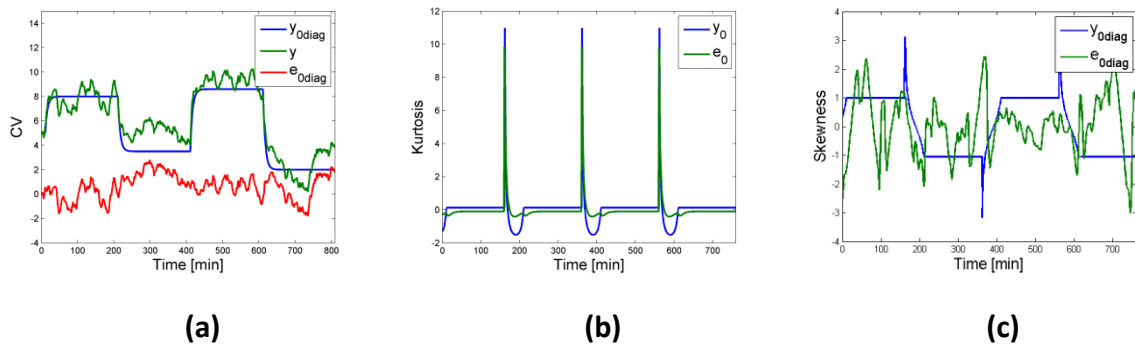 14
12
10
8
6
4
2
0
-2
-4
0 100 200 300 400 500 600 700 800
CV
Time [min]
y0diag
y
e0diag
(a)
12
10
8
6
4
2
0
-2
0 100 200 300 400 500 600 700
Kurtosis
Time [min]
y0
e0
(b)
4
3
2
1
0
-1
-2
-3
-4
0 100 200 300 400 500 600 700
Skewness
Time [min]
y0diag
e0diag
(c)